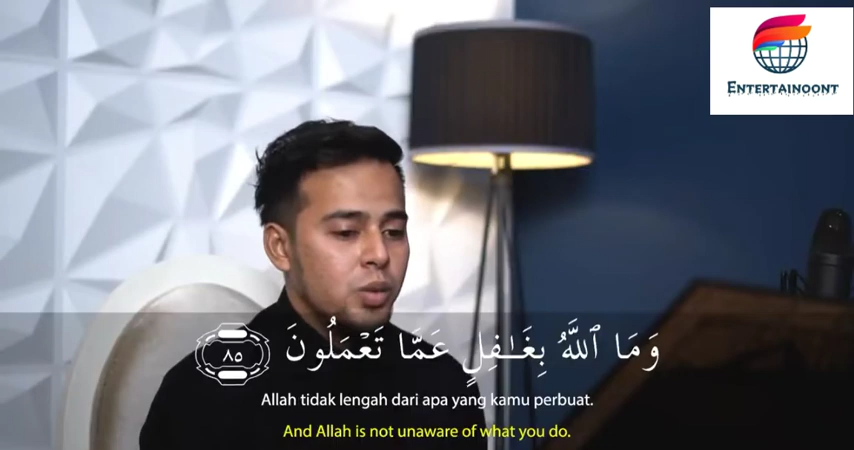 ENTERTAINOONT
وَمَا ٱللَّهُ بِغَـٰفِلٍ عَمَّا تَعْمَلُونَ ٨٥
Allah tidak lengah dari apa yang kamu perbuat.
And Allah is not unaware of what you do.